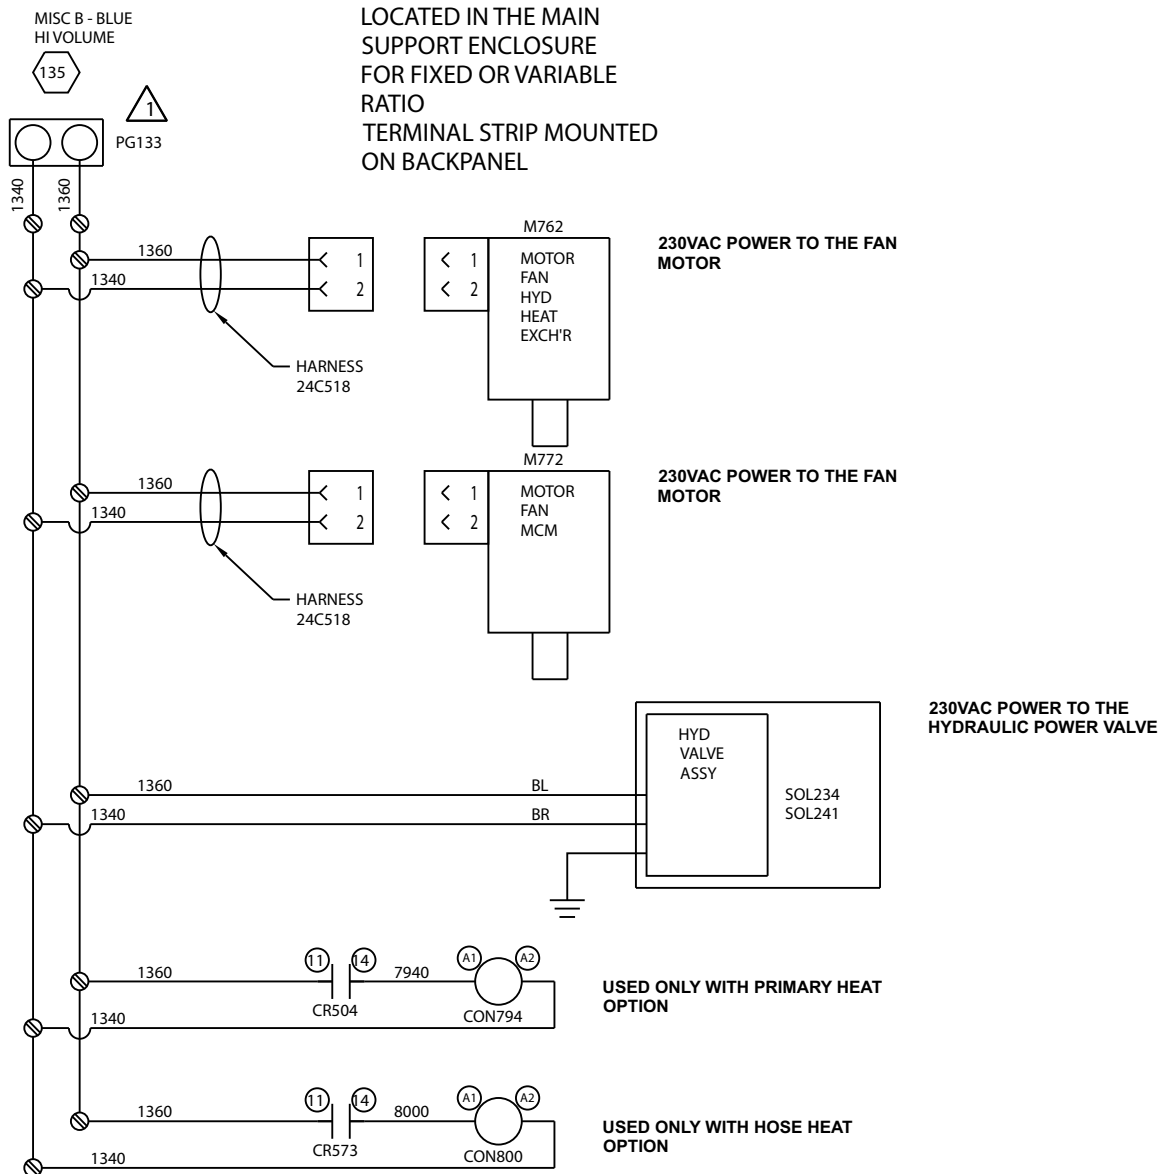 MISC B - BLUE
HI VOLUME
135
1
PG133
LOCATED IN THE MAIN
SUPPORT ENCLOSURE
FOR FIXED OR VARIABLE
RATIO
TERMINAL STRIP MOUNTED
ON BACKPANEL
1340
1360
1360
1340
1
2
HARNESS
24C518
M762
1
2
MOTOR
FAN
HYD
HEAT
EXCH'R
230VAC POWER TO THE FAN
MOTOR
1360
1340
1
2
HARNESS
24C518
M772
1
2
MOTOR
FAN
MCM
230VAC POWER TO THE FAN
MOTOR
1360
1340
BL
BR
HYD
VALVE
ASSY
SOL234
SOL241
230VAC POWER TO THE
HYDRAULIC POWER VALVE
1360
1340
11
14
CR504
7940
A1
A2
CON794
USED ONLY WITH PRIMARY HEAT
OPTION
1360
1340
11
14
CR573
8000
A1
A2
CON800
USED ONLY WITH HOSE HEAT
OPTION